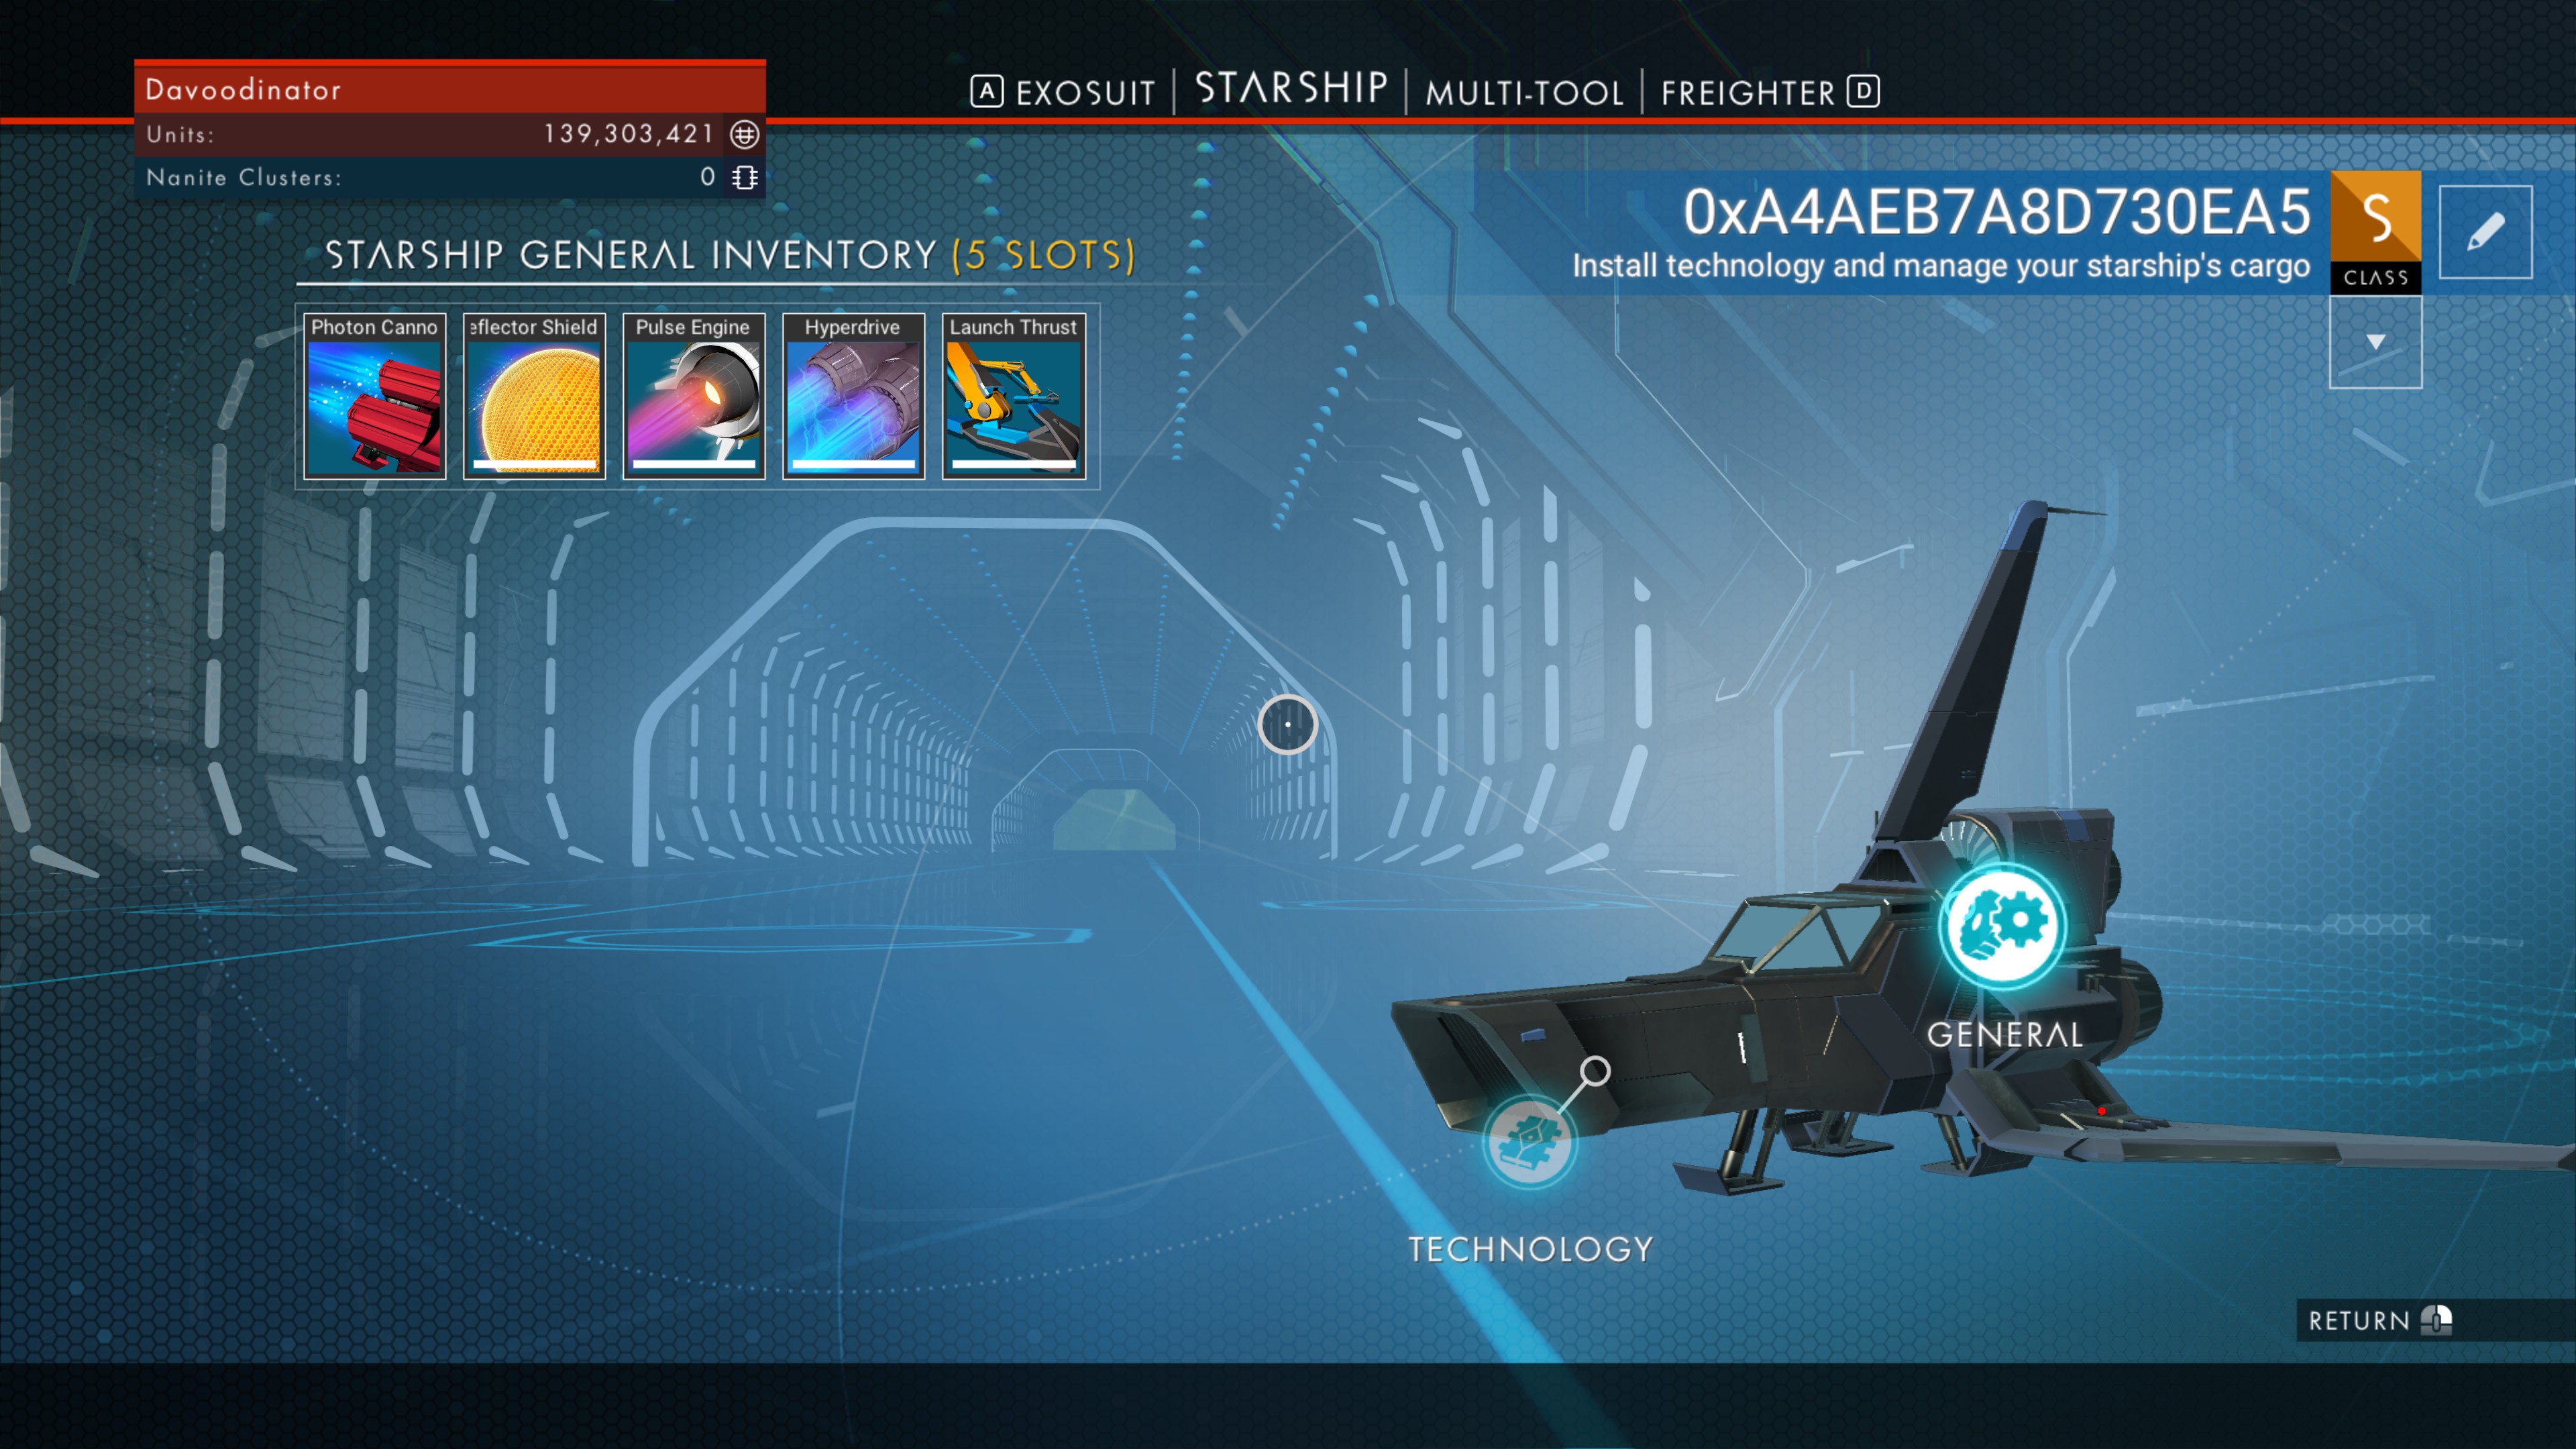 Davoodinator
Units: 139,303,421
Nanite Clusters: 0
A EXOSUIT STARSHIP MULTI-TOOL FREIGHTER D
0xA4AEB7A8D730EA5
Install technology and manage your starship's cargo
S
CLASS
STARSHIP GENERAL INVENTORY (5 SLOTS)
Photon Canno eflector Shield Pulse Engine Hyperdrive Launch Thrust
GENERAL
TECHNOLOGY
RETURN